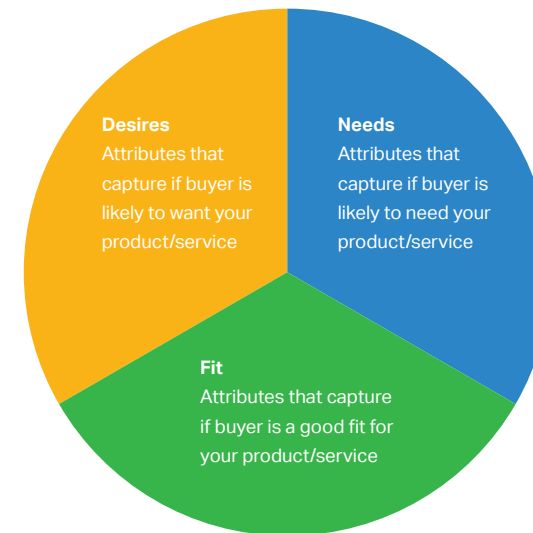 Desires
Attributes that
capture if buyer is
likely to want your
product/service
Needs
Attributes that
capture if buyer is
likely to need your
product/service
Fit
Attributes that capture
if buyer is a good fit for
your product/service